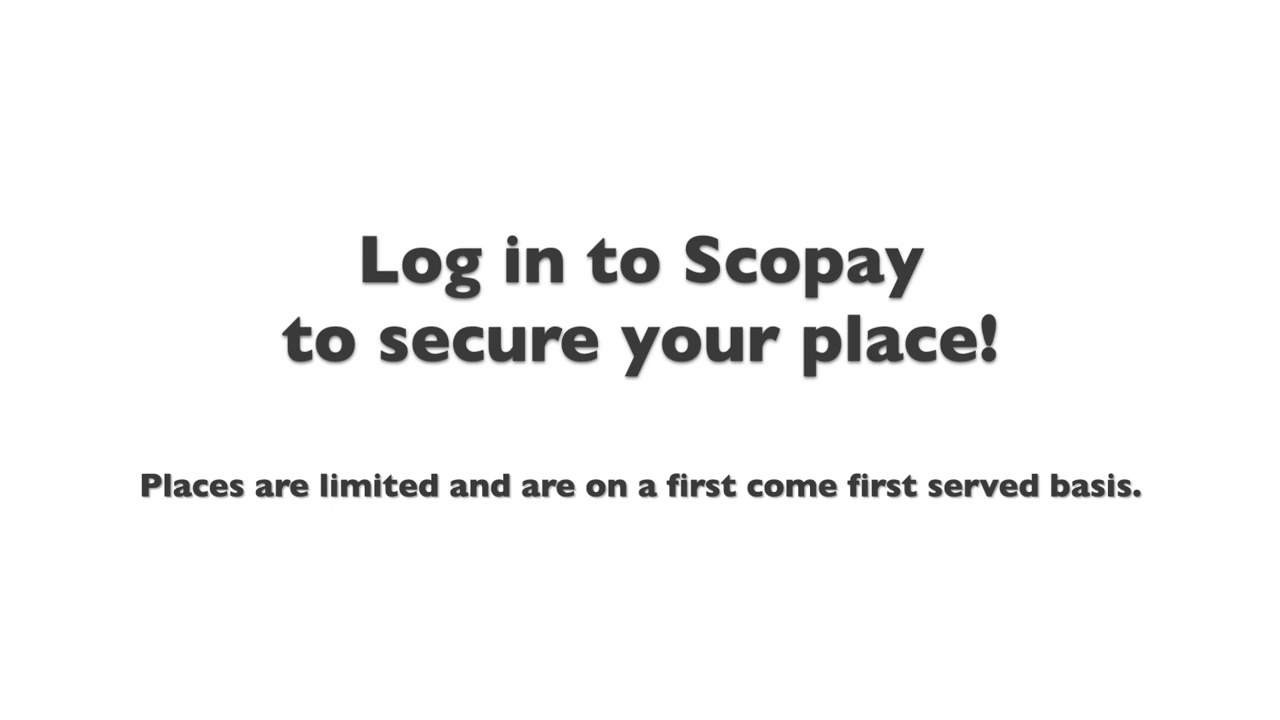 Log in to Scopay
to secure your place!
Places are limited and are on a first come first served basis.